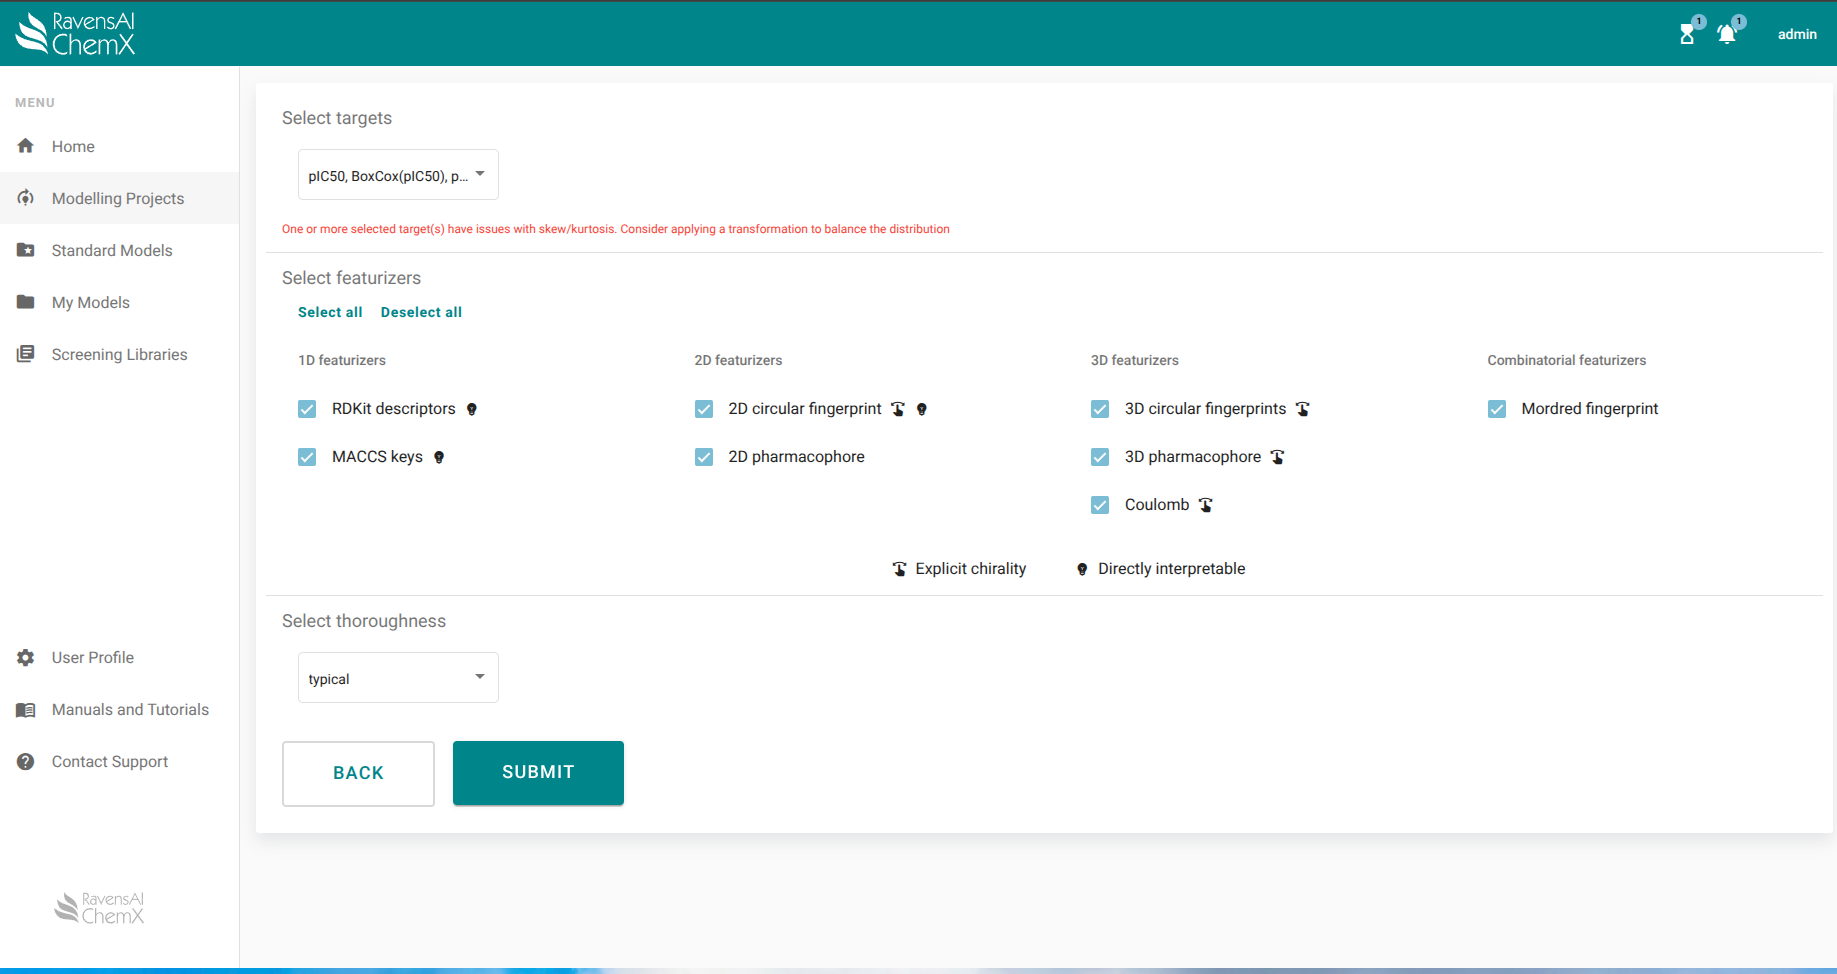 RavensAI
ChemX
1
1
admin
MENU
Home
Modelling Projects
Standard Models
My Models
Screening Libraries
User Profile
Manuals and Tutorials
Contact Support
RavensAI
ChemX
Select targets
pIC50, BoxCox(pIC50), p...
One or more selected target(s) have issues with skew/kurtosis. Consider applying a transformation to balance the distribution
Select featurizers
Select all Deselect all
1D featurizers
RDKit descriptors
MACCS keys
2D featurizers
2D circular fingerprint
2D pharmacophore
3D featurizers
3D circular fingerprints
3D pharmacophore
Coulomb
Combinatorial featurizers
Mordred fingerprint
Explicit chirality Directly interpretable
Select thoroughness
typical
BACK SUBMIT